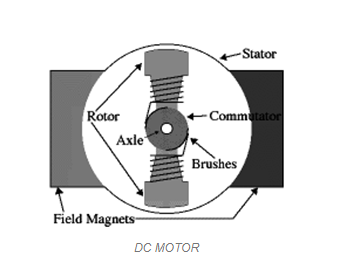 Stator
Rotor
Commutator
Axle
Brushes
Field Magnets
DC MOTOR